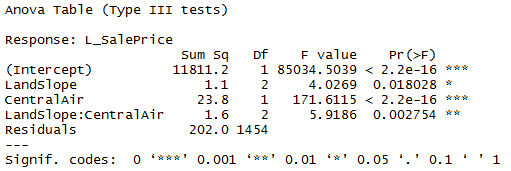 Anova Table (Type III tests)

Response: L_SalePrice
                     Sum Sq   Df    F value    Pr(>F)    
(Intercept)         11811.2    1 85034.5039 < 2.2e-16 ***
LandSlope               1.1    2     4.0269  0.018028 *  
CentralAir             23.8    1   171.6115 < 2.2e-16 ***
LandSlope:CentralAir    1.6    2     5.9186  0.002754 ** 
Residuals             202.0 1454                         
---
Signif. codes:  0 ‘***’ 0.001 ‘**’ 0.01 ‘*’ 0.05 ‘.’ 0.1 ‘ ’ 1